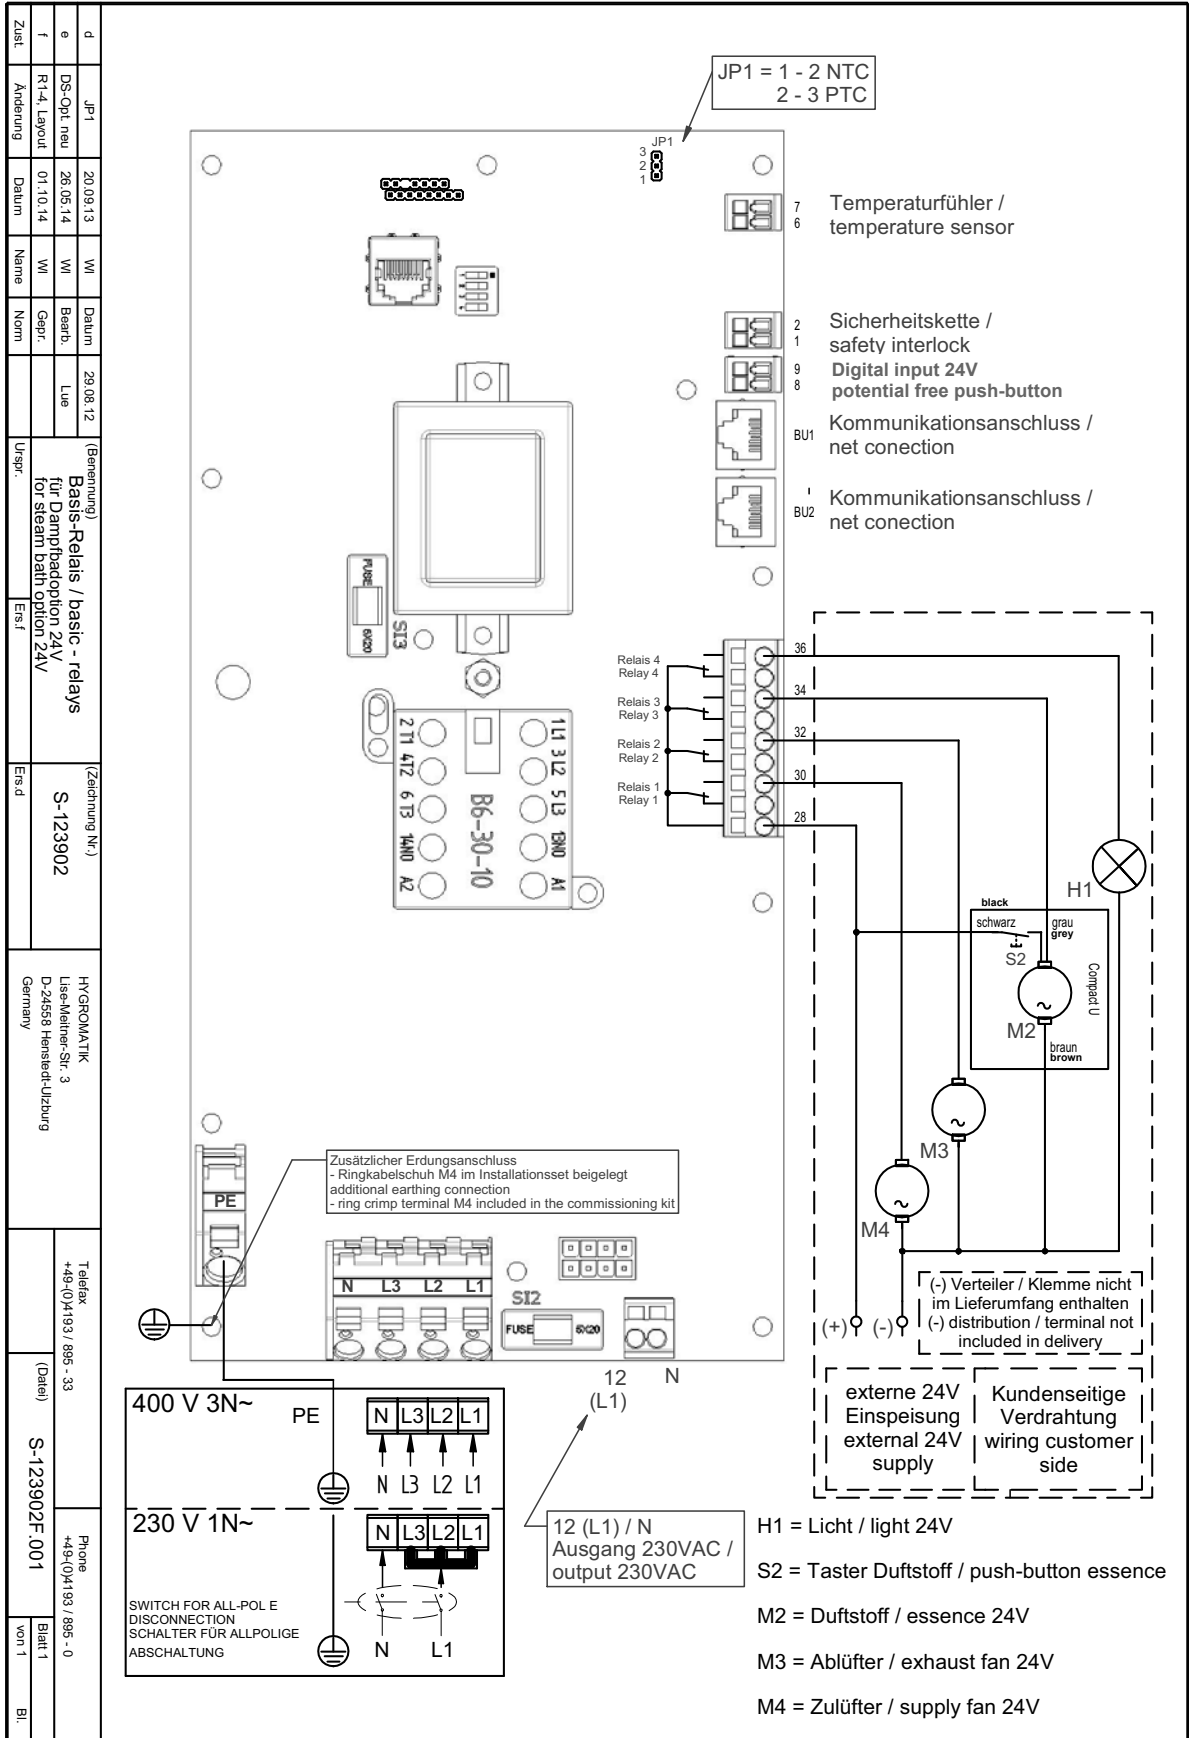 JP1 = 1 - 2 NTC
2 - 3 PTC
JP1
3
2
1
7
6
Temperaturfühler /
temperature sensor
2
1
Sicherheitskette /
safety interlock
9
8
Digital input 24V
potential free push-button
BU1
Kommunikationsanschluss /
net conection
BU2
Kommunikationsanschluss /
net conection
FUSE
5X20
SI3
Relais 4
Relay 4
Relais 3
Relay 3
Relais 2
Relay 2
Relais 1
Relay 1
36
34
32
30
28
2 T1
4T2
6 T3
14NO
A2
B6-30-10
1 L1
3 L2
5 L3
13NO
A1
H1
black
schwarz
grau
grey
S2
Compact U
M2
braun
brown
M3
M4
Zusätzlicher Erdungsanschluss
- Ringkabelschuh M4 im Installationsset beigelegt
additional earthing connection
- ring crimp terminal M4 included in the commissioning kit
PE
N L3 L2 L1
SI2
FUSE
5X20
12
(L1)
N
(+)
(-)
(-) Verteiler / Klemme nicht
im Lieferumfang enthalten
(-) distribution / terminal not
included in delivery
externe 24V
Einspeisung
external 24V
supply
Kundenseitige
Verdrahtung
wiring customer
side
400 V 3N~
PE
N L3 L2 L1
N L3 L2 L1
230 V 1N~
N L3 L2 L1
SWITCH FOR ALL-POL E
DISCONNECTION
SCHALTER FÜR ALLPOLIGE
ABSCHALTUNG
N
L1
12 (L1) / N
Ausgang 230VAC /
output 230VAC
H1 = Licht / light 24V
S2 = Taster Duftstoff / push-button essence
M2 = Duftstoff / essence 24V
M3 = Ablüfter / exhaust fan 24V
M4 = Zulüfter / supply fan 24V
d JP1 20.09.13 WI
e DS-Opt. neu 26.05.14 WI
f R1-4, Layout 01.10.14 WI
Zust. Änderung Datum Name
Datum 29.08.12
Bearb. Lue
Gepr.
Norm
(Benennung)
Basis-Relais / basic - relays
für Dampfbadoption 24V
for steam bath option 24V
Urspr.
Ers.f
(Zeichnung Nr.)
S-123902
Ers.d
HYGROMATIK
Lise-Meitner-Str. 3
D-24558 Henstedt-Ulzburg
Germany
Telefax
+49-(0)4193 / 895 - 33
Phone
+49-(0)4193 / 895 - 0
(Datei)
S-123902F.001
Blatt 1
von 1
Bl.